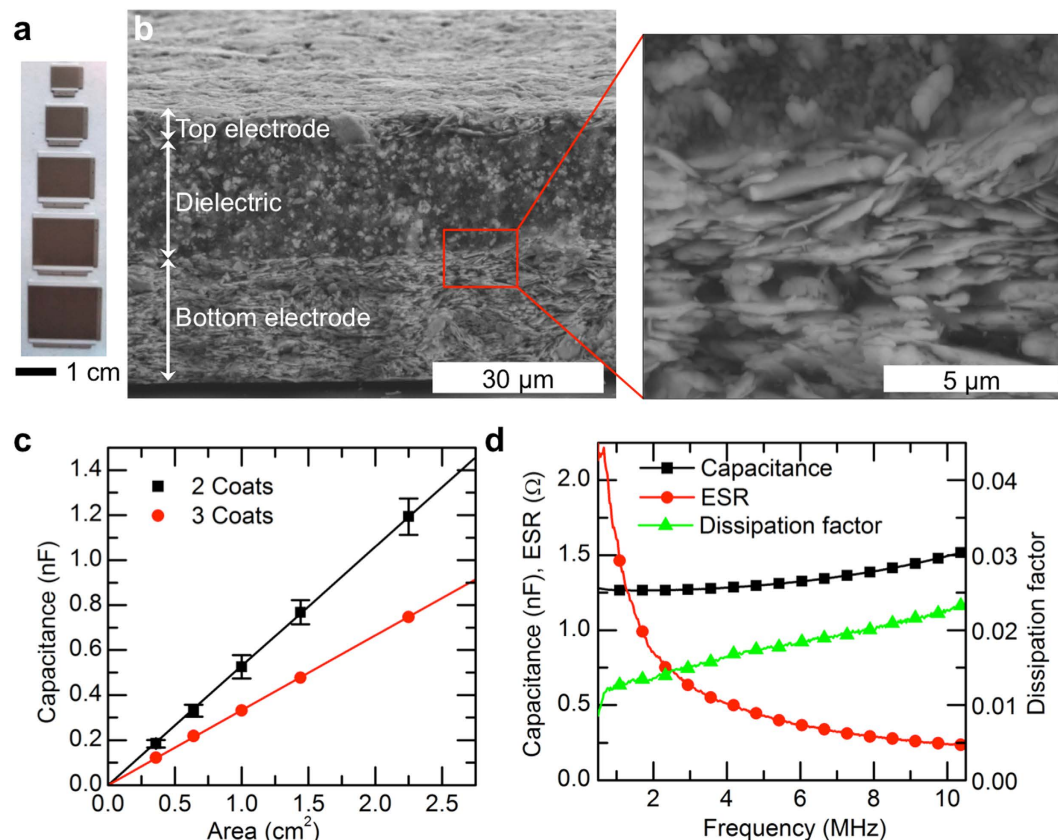 a
1 cm
b
Top electrode
Dielectric
Bottom electrode
30 μm
5 μm
c
1.4
1.2
1.0
0.8
0.6
0.4
0.2
0.0
0.0 0.5 1.0 1.5 2.0 2.5
Capacitance (nF)
Area (cm²)
2 Coats
3 Coats
d
2.0
1.5
1.0
0.5
0.0
2 4 6 8 10
0.04
0.03
0.02
0.01
0.00
Capacitance (nF), ESR (Ω)
Frequency (MHz)
Dissipation factor
Capacitance
ESR
Dissipation factor